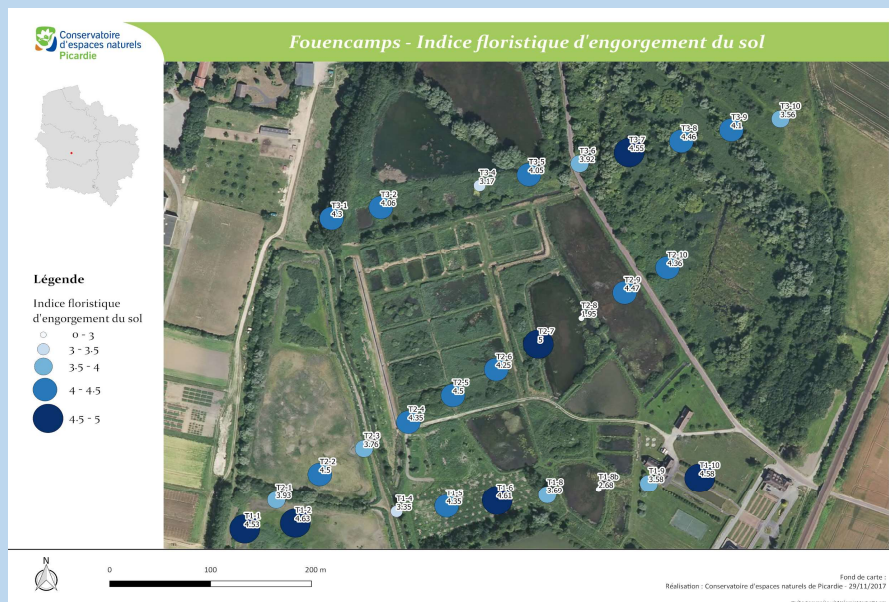 Conservatoire
d'espaces naturels
Picardie
Fouencamps - Indice floristique d'engorgement du sol
Légende
Indice floristique
d'engorgement du sol
0 - 3
3 - 3.5
3.5 - 4
4 - 4.5
4.5 - 5
T3-10
3.56
T3-9
4.1
T3-8
4.46
T3-7
4.55
T3-6
3.92
T3-5
4.05
T3-4
3.17
T3-2
4.06
T3-1
4.3
T2-10
4.36
T2-9
4.47
T2-8
1.95
T2-7
5
T2-6
4.25
T2-5
4.5
T2-4
4.35
T2-3
3.76
T2-2
4.5
T2-1
3.93
T1-1
4.53
T1-2
4.63
T1-4
3.35
T1-5
4.35
T1-6
4.61
T1-8
3.69
T1-8b
2.68
T1-9
3.58
T1-10
4.58
N
0 100 200 m
Fond de carte :
Réalisation : Conservatoire d'espaces naturels de Picardie - 29/11/2017